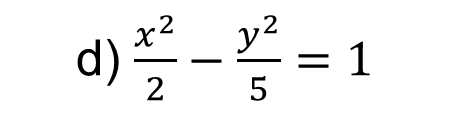 d) x²/2 − y²/5 = 1